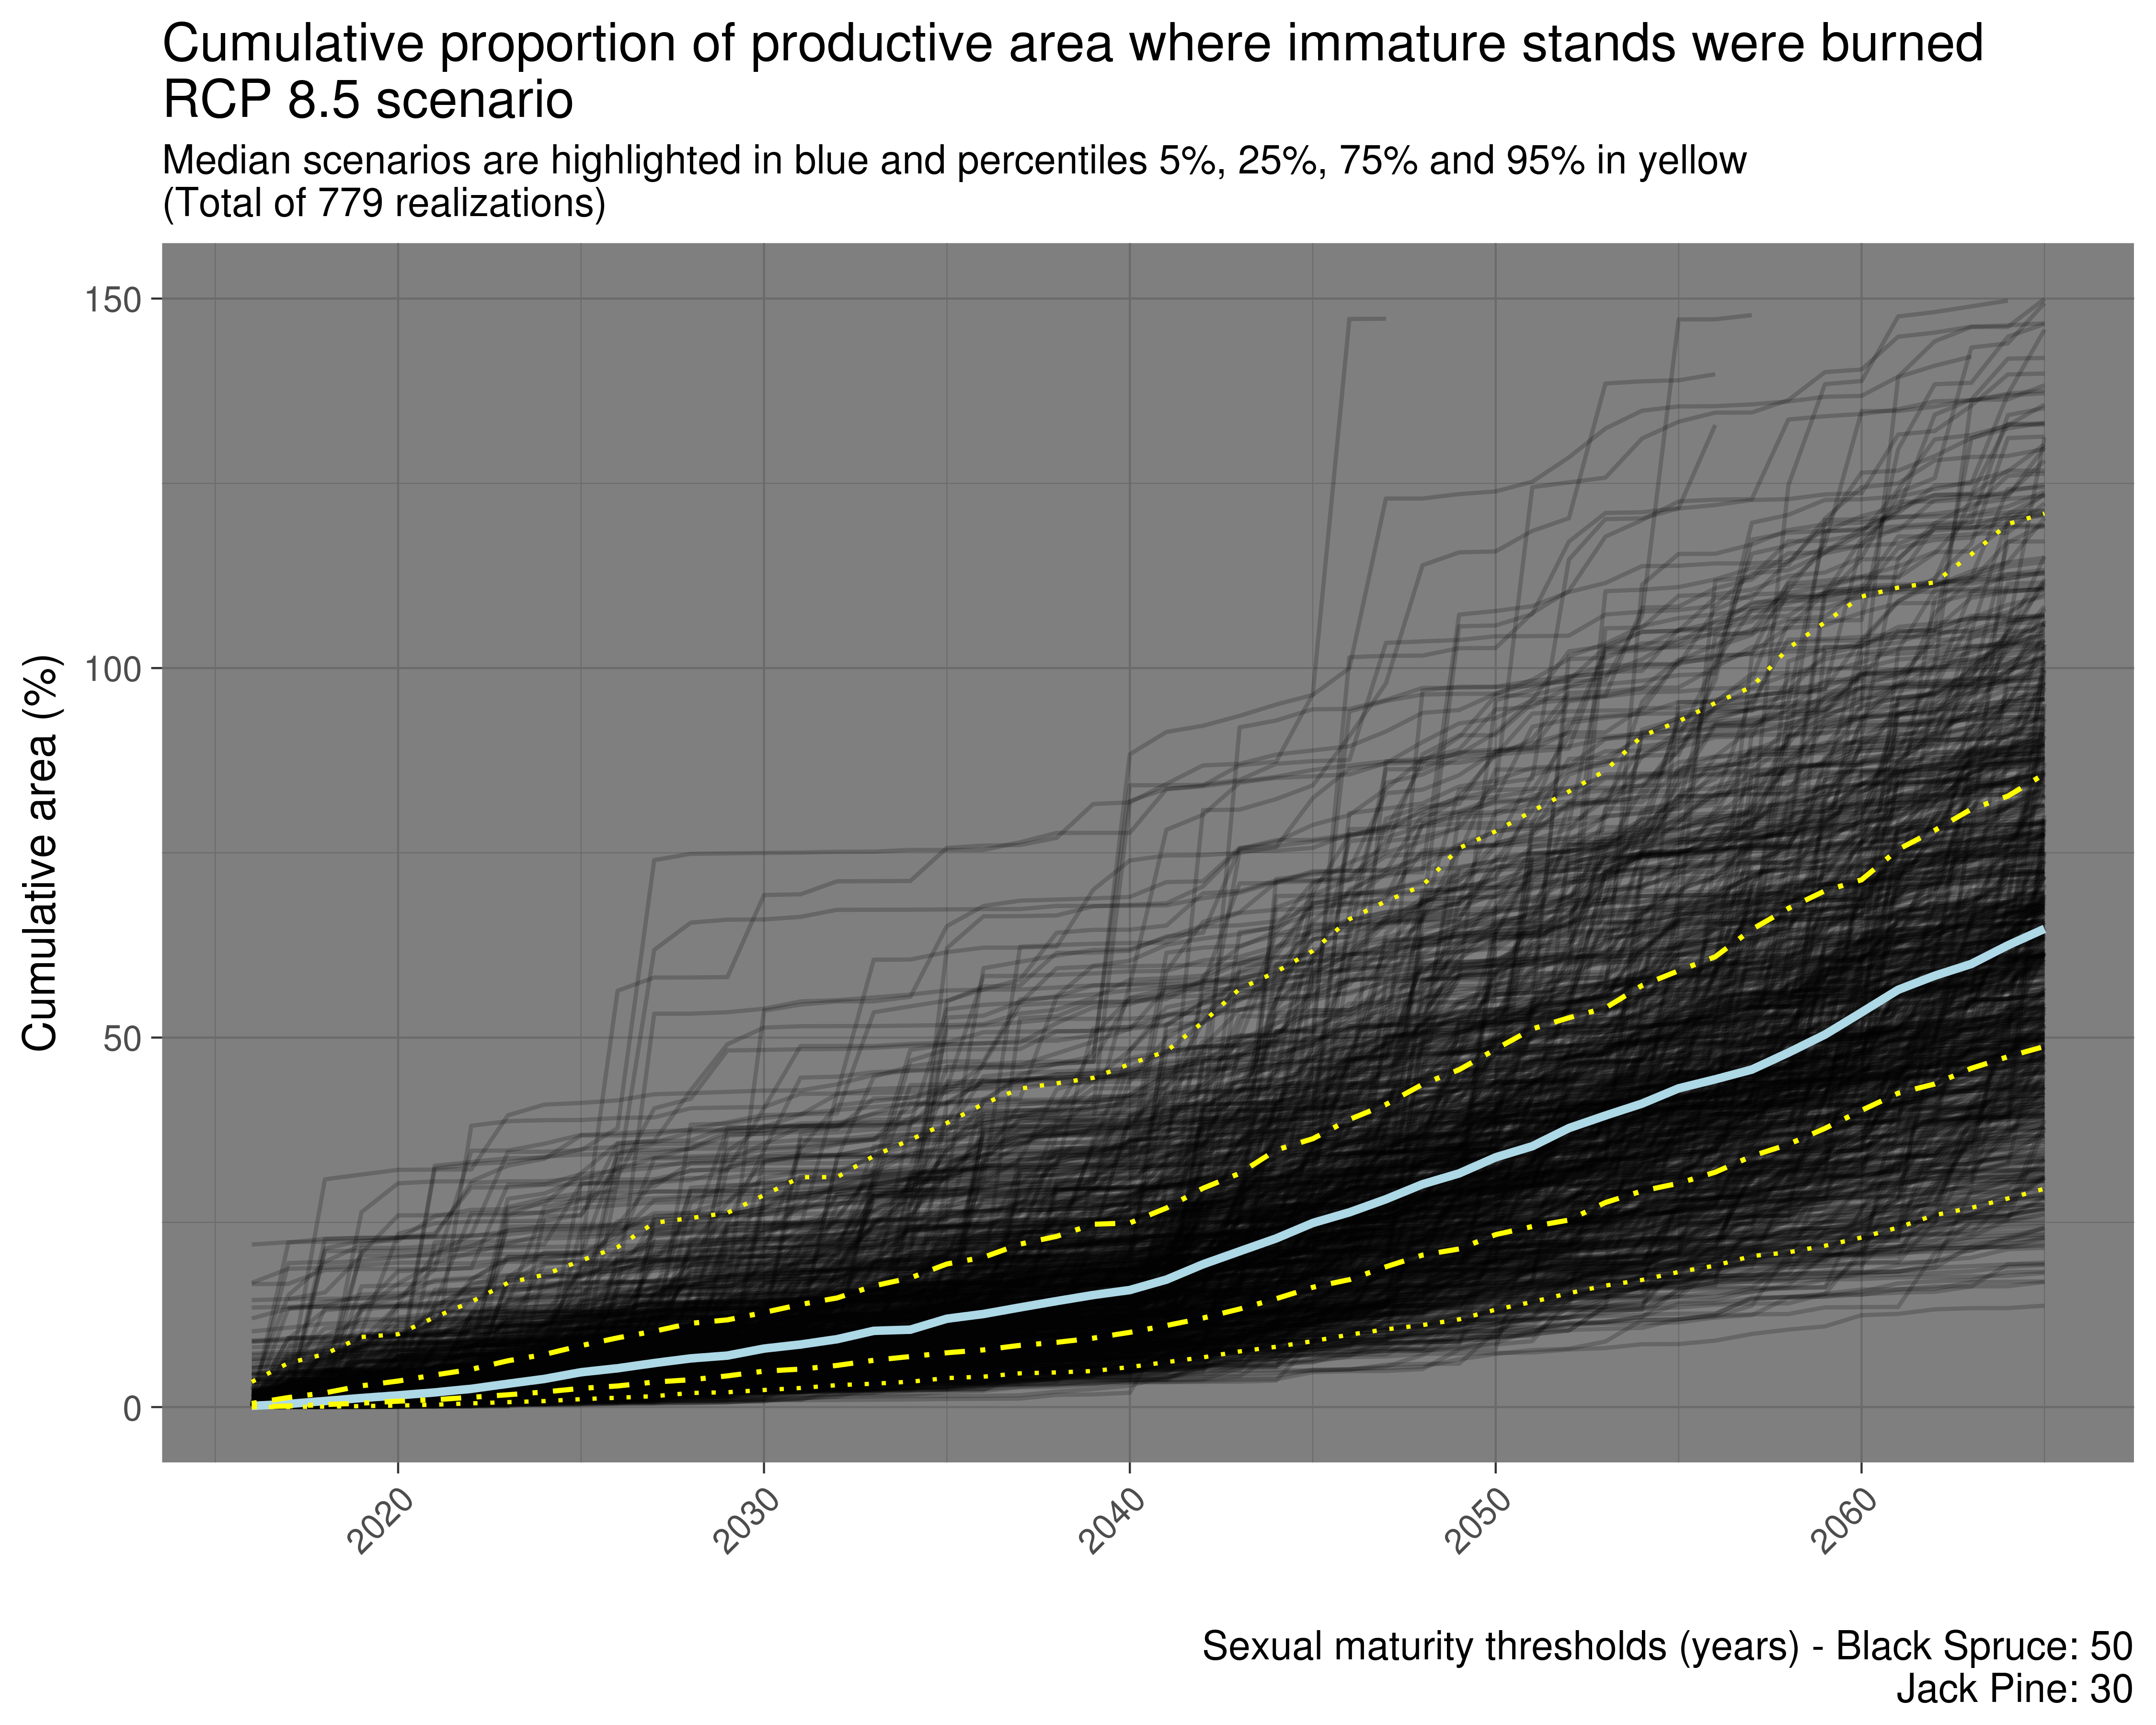 Cumulative proportion of productive area where immature stands were burned
RCP 8.5 scenario
Median scenarios are highlighted in blue and percentiles 5%, 25%, 75% and 95% in yellow
(Total of 779 realizations)
Cumulative area (%)
150
100
50
0
2020
2030
2040
2050
2060
Sexual maturity thresholds (years) - Black Spruce: 50
Jack Pine: 30